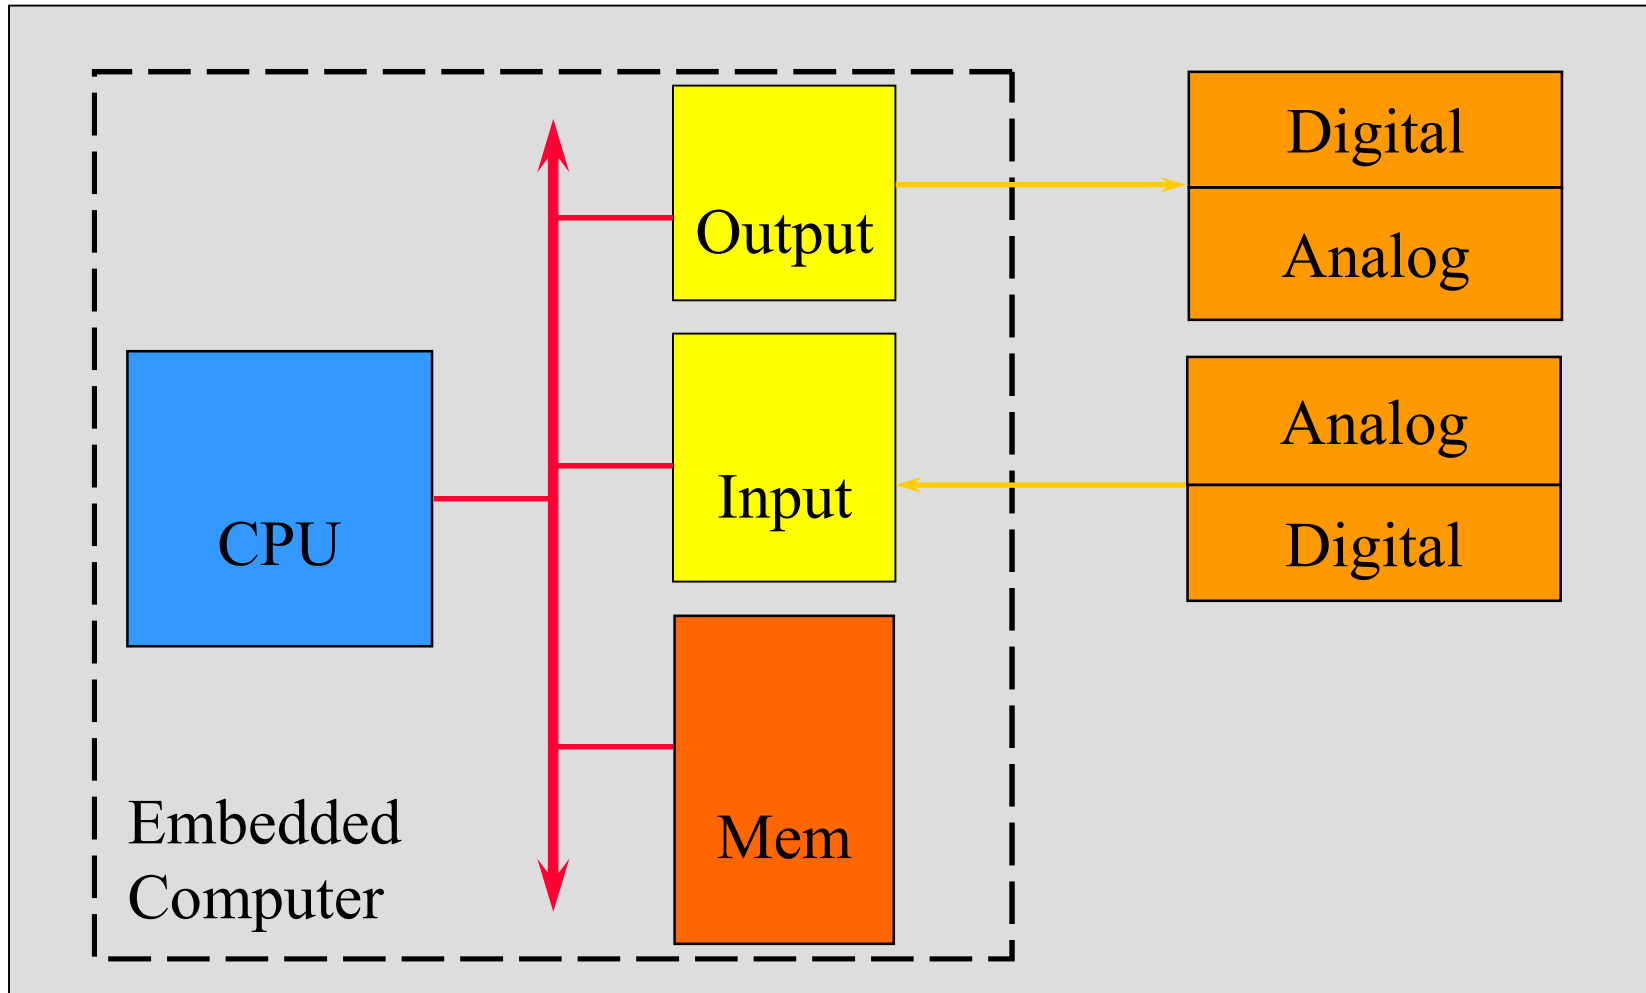 Digital
Output
Analog
Analog
Input
CPU
Digital
Mem
Embedded
Computer